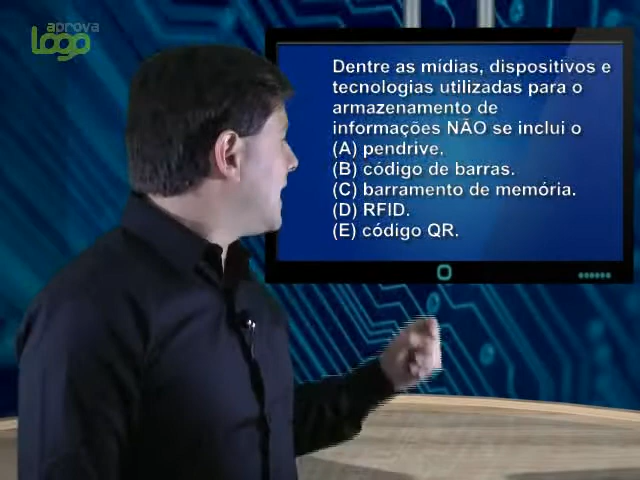 aprova
Logo
Dentre as mídias, dispositivos e
tecnologias utilizadas para o
armazenamento de
informações NÃO se inclui o
(A) pendrive.
(B) código de barras.
(C) barramento de memória.
(D) RFID.
(E) código QR.